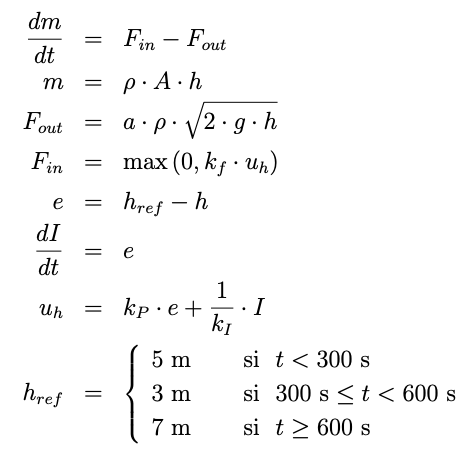 dm/dt = F_in − F_out
m = ρ · A · h
F_out = a · ρ · √(2 · g · h)
F_in = max (0, k_f · u_h)
e = h_ref − h
dI/dt = e
u_h = k_P · e + 1/k_I · I
h_ref = { 5 m si t < 300 s
3 m si 300 s ≤ t < 600 s
7 m si t ≥ 600 s